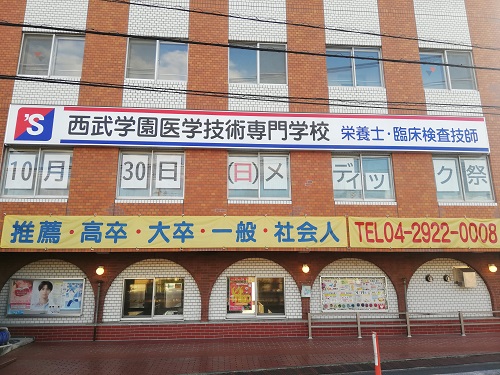 'S 西武学園医学技術専門学校 栄養士・臨床検査技師
10月 30日 (日)メディック祭
推薦・高卒・大卒・一般・社会人 TEL04-2922-0008